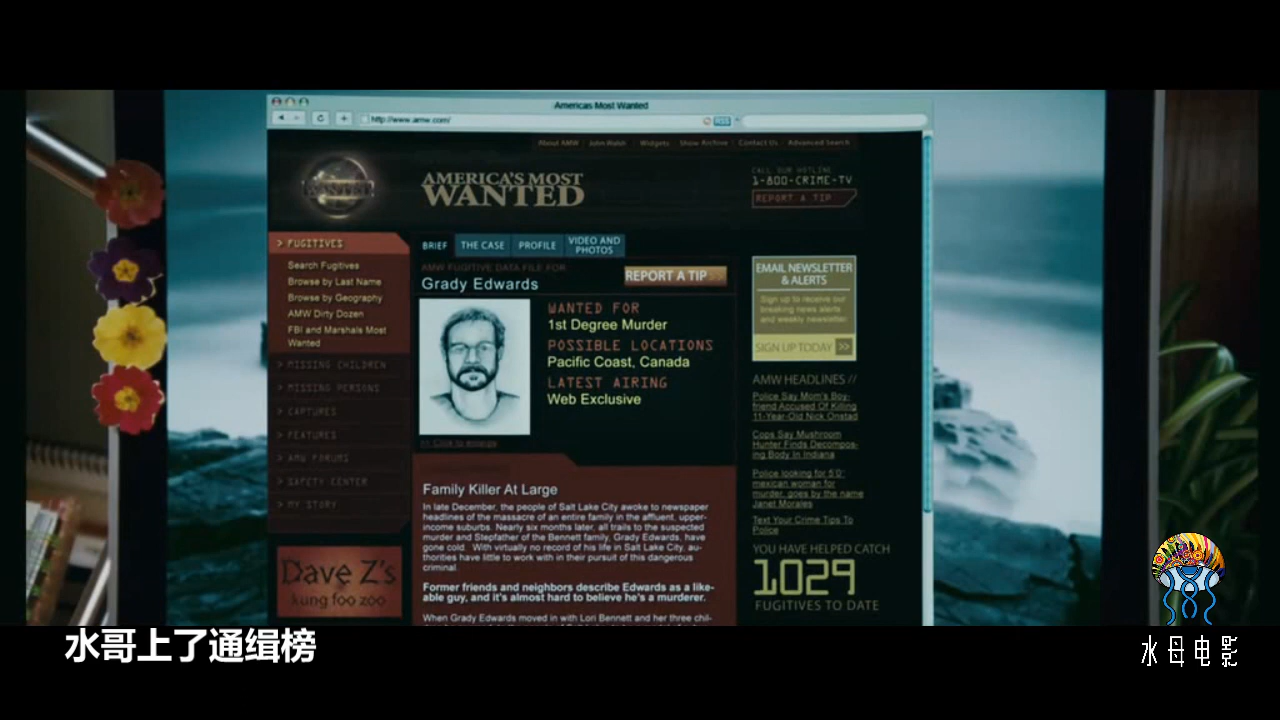 Americas Most Wanted
http://www.amw.com/
RSS
About AMW | John Walsh | Widgets | Show Archive | Contact Us | Advanced Search
WANTED
AMERICA'S MOST
WANTED
CALL OUR HOTLINE
1-800-CRIME-TV
REPORT A TIP
> FUGITIVES
Search Fugitives
Browse by Last Name
Browse by Geography
AMW Dirty Dozen
FBI and Marshals Most
Wanted
> MISSING CHILDREN
> MISSING PERSONS
> CAPTURES
> FEATURES
> AMW FORUMS
> SAFETY CENTER
> MY STORY
Dave Z's
kung foo zoo
BRIEF
THE CASE
PROFILE
VIDEO AND
PHOTOS
AMW FUGITIVE DATA FILE FOR
Grady Edwards
REPORT A TIP >>
WANTED FOR
1st Degree Murder
POSSIBLE LOCATIONS
Pacific Coast, Canada
LATEST AIRING
Web Exclusive
>> Click to enlarge
Family Killer At Large
In late December, the people of Salt Lake City awoke to newspaper
headlines of the massacre of an entire family in the affluent, upper-
income suburbs. Nearly six months later, all trails to the suspected
murder and Stepfather of the Bennett family, Grady Edwards, have
gone cold. With virtually no record of his life in Salt Lake City, au-
thorities have little to work with in their pursuit of this dangerous
criminal.
Former friends and neighbors describe Edwards as a like-
able guy, and it's almost hard to believe he's a murderer.
When Grady Edwards moved in with Lori Bennett and her three chil-
EMAIL NEWSLETTER
& ALERTS
Sign up to receive our
breaking news alerts
and weekly newsletter.
SIGN UP TODAY >>
AMW HEADLINES //
Police Say Mom's Boy-
friend Accused Of Killing
11-Year-Old Nick Onstad
Cops Say Mushroom
Hunter Finds Decompos-
ing Body In Indiana
Police looking for 5'0"
mexican woman for
murder, goes by the name
Janet Morales
Text Your Crime Tips To
Police
YOU HAVE HELPED CATCH
1029
FUGITIVES TO DATE
水哥上了通缉榜
水母电影